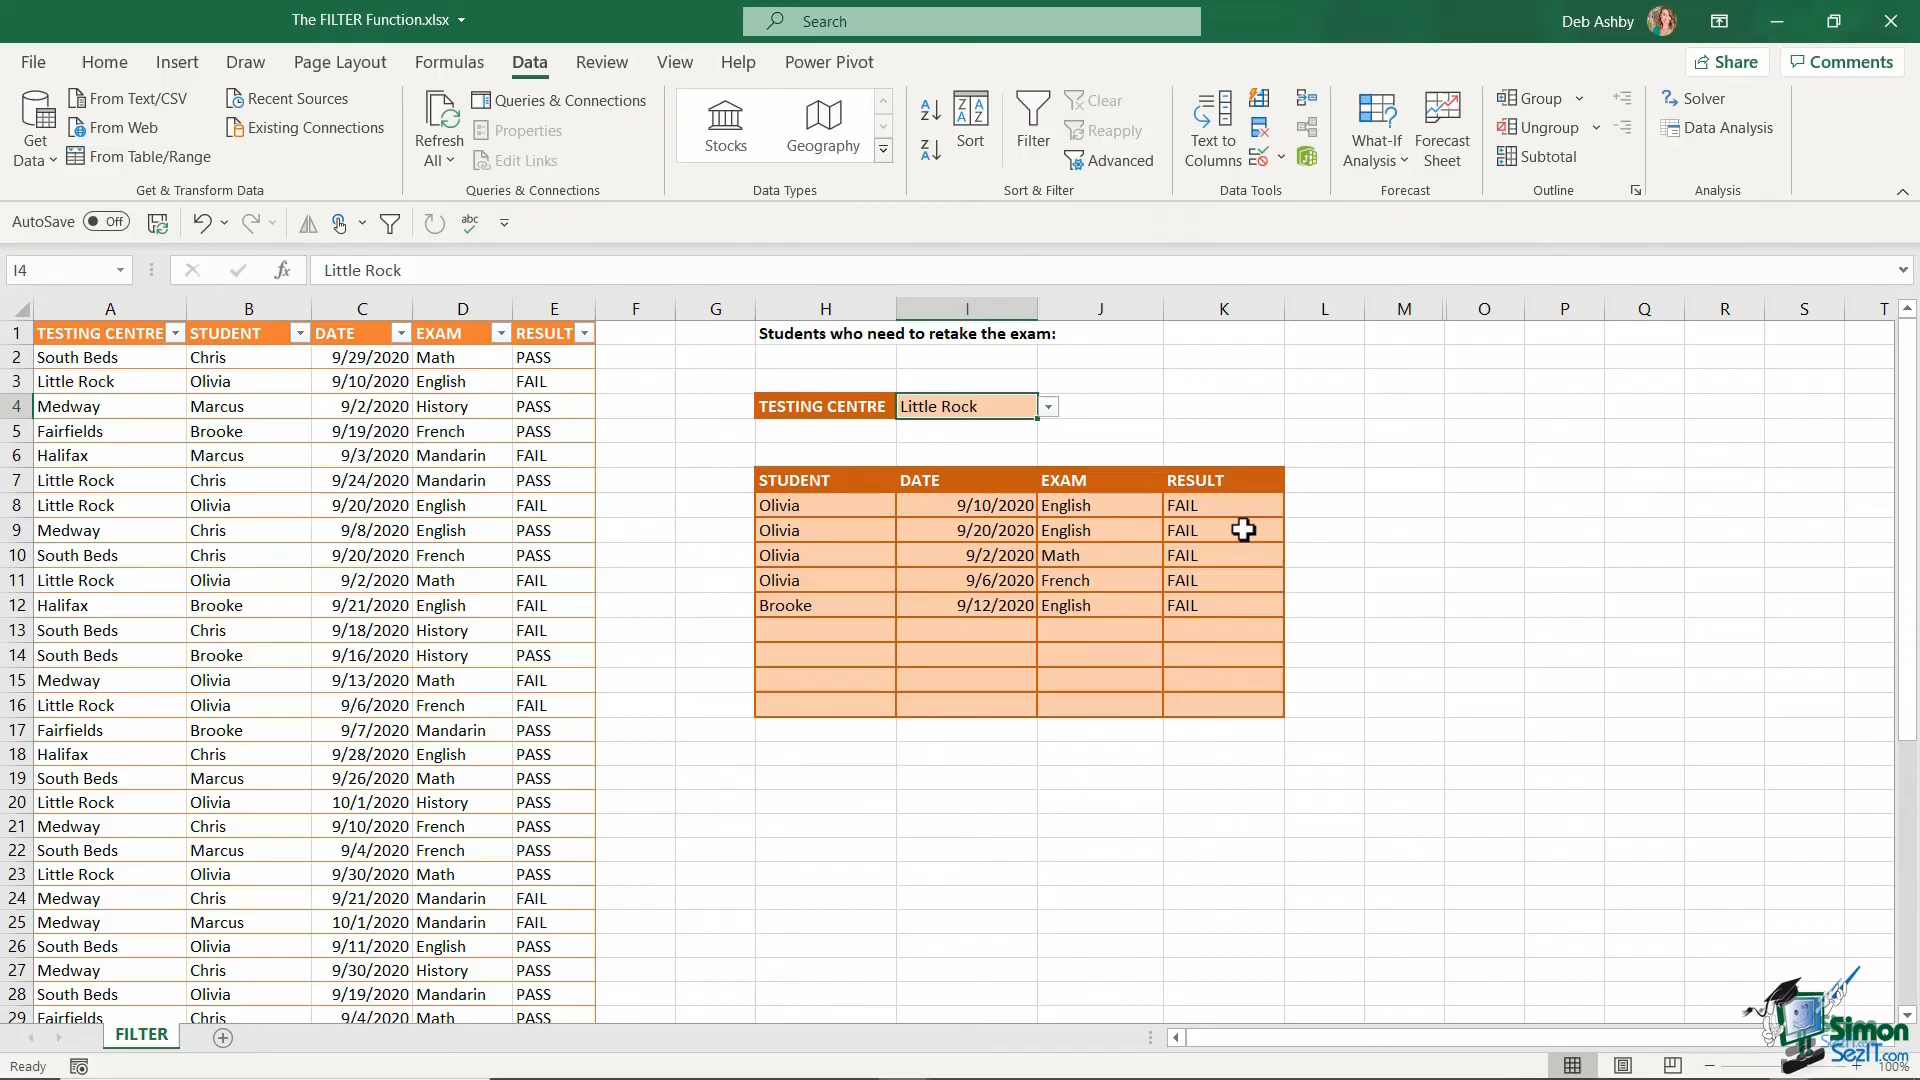 The FILTER Function.xlsx
Search
Deb Ashby
File Home Insert Draw Page Layout Formulas Data Review View Help Power Pivot
Share Comments
Get Data
From Text/CSV
From Web
From Table/Range
Recent Sources
Existing Connections
Get & Transform Data
Refresh All
Queries & Connections
Properties
Edit Links
Queries & Connections
Stocks
Geography
Data Types
Sort
Filter
Clear
Reapply
Advanced
Sort & Filter
Text to Columns
Data Tools
What-If Analysis
Forecast Sheet
Forecast
Group
Ungroup
Subtotal
Outline
Solver
Data Analysis
Analysis
AutoSave Off
I4 fx Little Rock
A B C D E F G H I J K L M O P Q R S T
1 TESTING CENTRE STUDENT DATE EXAM RESULT Students who need to retake the exam:
2 South Beds Chris 9/29/2020 Math PASS
3 Little Rock Olivia 9/10/2020 English FAIL
4 Medway Marcus 9/2/2020 History PASS TESTING CENTRE Little Rock
5 Fairfields Brooke 9/19/2020 French PASS
6 Halifax Marcus 9/3/2020 Mandarin FAIL
7 Little Rock Chris 9/24/2020 Mandarin PASS STUDENT DATE EXAM RESULT
8 Little Rock Olivia 9/20/2020 English FAIL Olivia 9/10/2020 English FAIL
9 Medway Chris 9/8/2020 English PASS Olivia 9/20/2020 English FAIL
10 South Beds Chris 9/20/2020 French PASS Olivia 9/2/2020 Math FAIL
11 Little Rock Olivia 9/2/2020 Math FAIL Olivia 9/6/2020 French FAIL
12 Halifax Brooke 9/21/2020 English FAIL Brooke 9/12/2020 English FAIL
13 South Beds Chris 9/18/2020 History FAIL
14 South Beds Brooke 9/16/2020 History PASS
15 Medway Olivia 9/13/2020 Math FAIL
16 Little Rock Olivia 9/6/2020 French FAIL
17 Fairfields Brooke 9/7/2020 Mandarin PASS
18 Halifax Chris 9/28/2020 English PASS
19 South Beds Marcus 9/26/2020 Math PASS
20 Little Rock Olivia 10/1/2020 History PASS
21 Medway Chris 9/10/2020 French PASS
22 South Beds Marcus 9/4/2020 French PASS
23 Little Rock Olivia 9/30/2020 Math PASS
24 Medway Chris 9/21/2020 Mandarin FAIL
25 Medway Marcus 10/1/2020 Mandarin FAIL
26 South Beds Olivia 9/11/2020 English PASS
27 Medway Chris 9/30/2020 History PASS
28 South Beds Olivia 9/19/2020 Mandarin PASS
29 Fairfields Chris 9/4/2020 Math PASS
FILTER
Simon
SezIT.com
Ready
100%